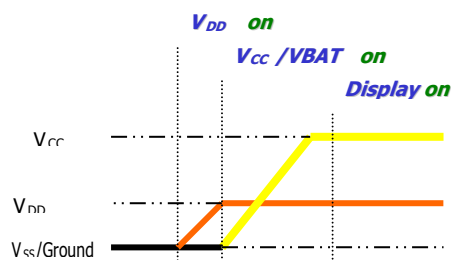 VDD on
VCC /VBAT on
Display on
VCC
VDD
VSS/Ground